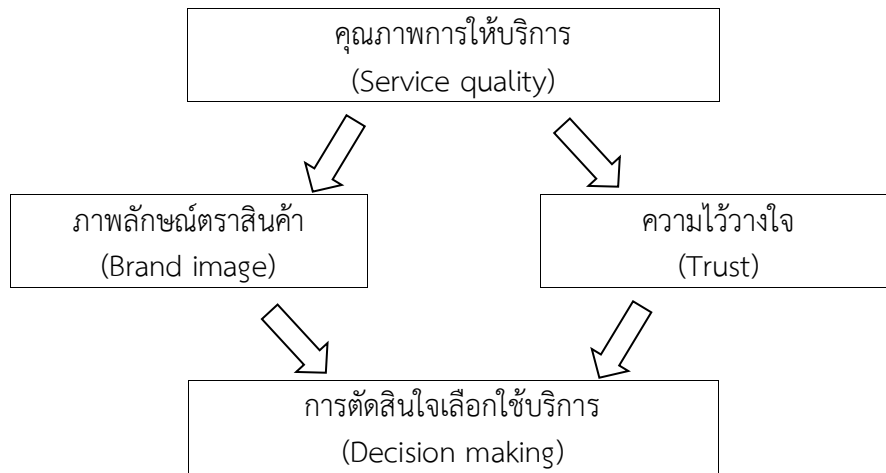 คุณภาพการให้บริการ
(Service quality)
ภาพลักษณ์ตราสินค้า
(Brand image)
ความไว้วางใจ
(Trust)
การตัดสินใจเลือกใช้บริการ
(Decision making)